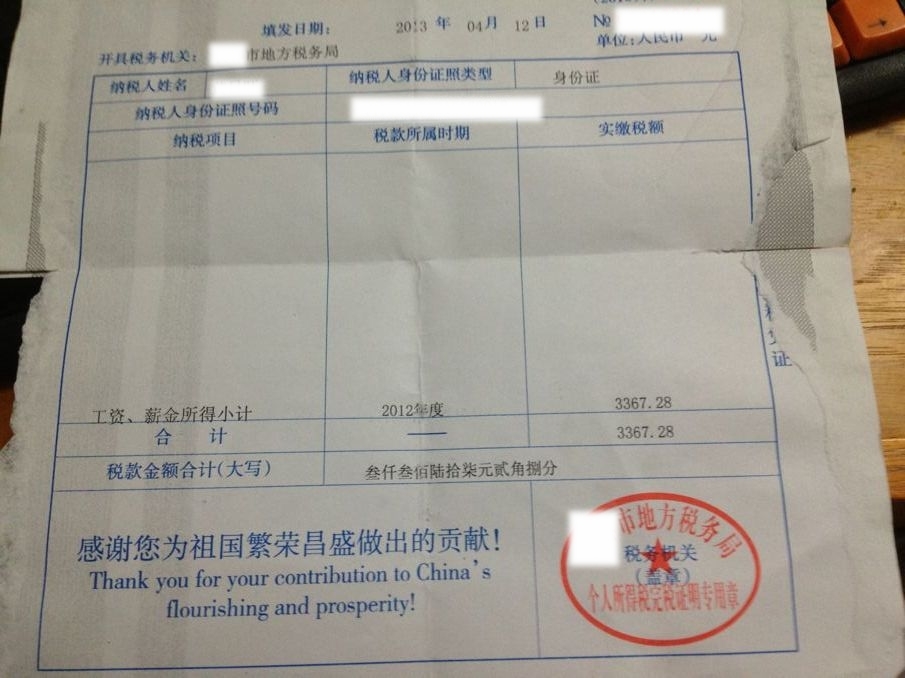 填发日期: 2013 年 04月 12日 №
开具税务机关: 市地方税务局 单位:人民币 元
纳税人姓名 纳税人身份证照类型 身份证
纳税人身份证照号码
纳税项目 税款所属时期 实缴税额
工资、薪金所得小计 2012年度 3367.28
合 计 —— 3367.28
税款金额合计(大写) 叁仟叁佰陆拾柒元贰角捌分
感谢您为祖国繁荣昌盛做出的贡献!
Thank you for your contribution to China's
flourishing and prosperity!
市地方税务局
税务机关
(盖章)
个人所得税完税证明专用章
证